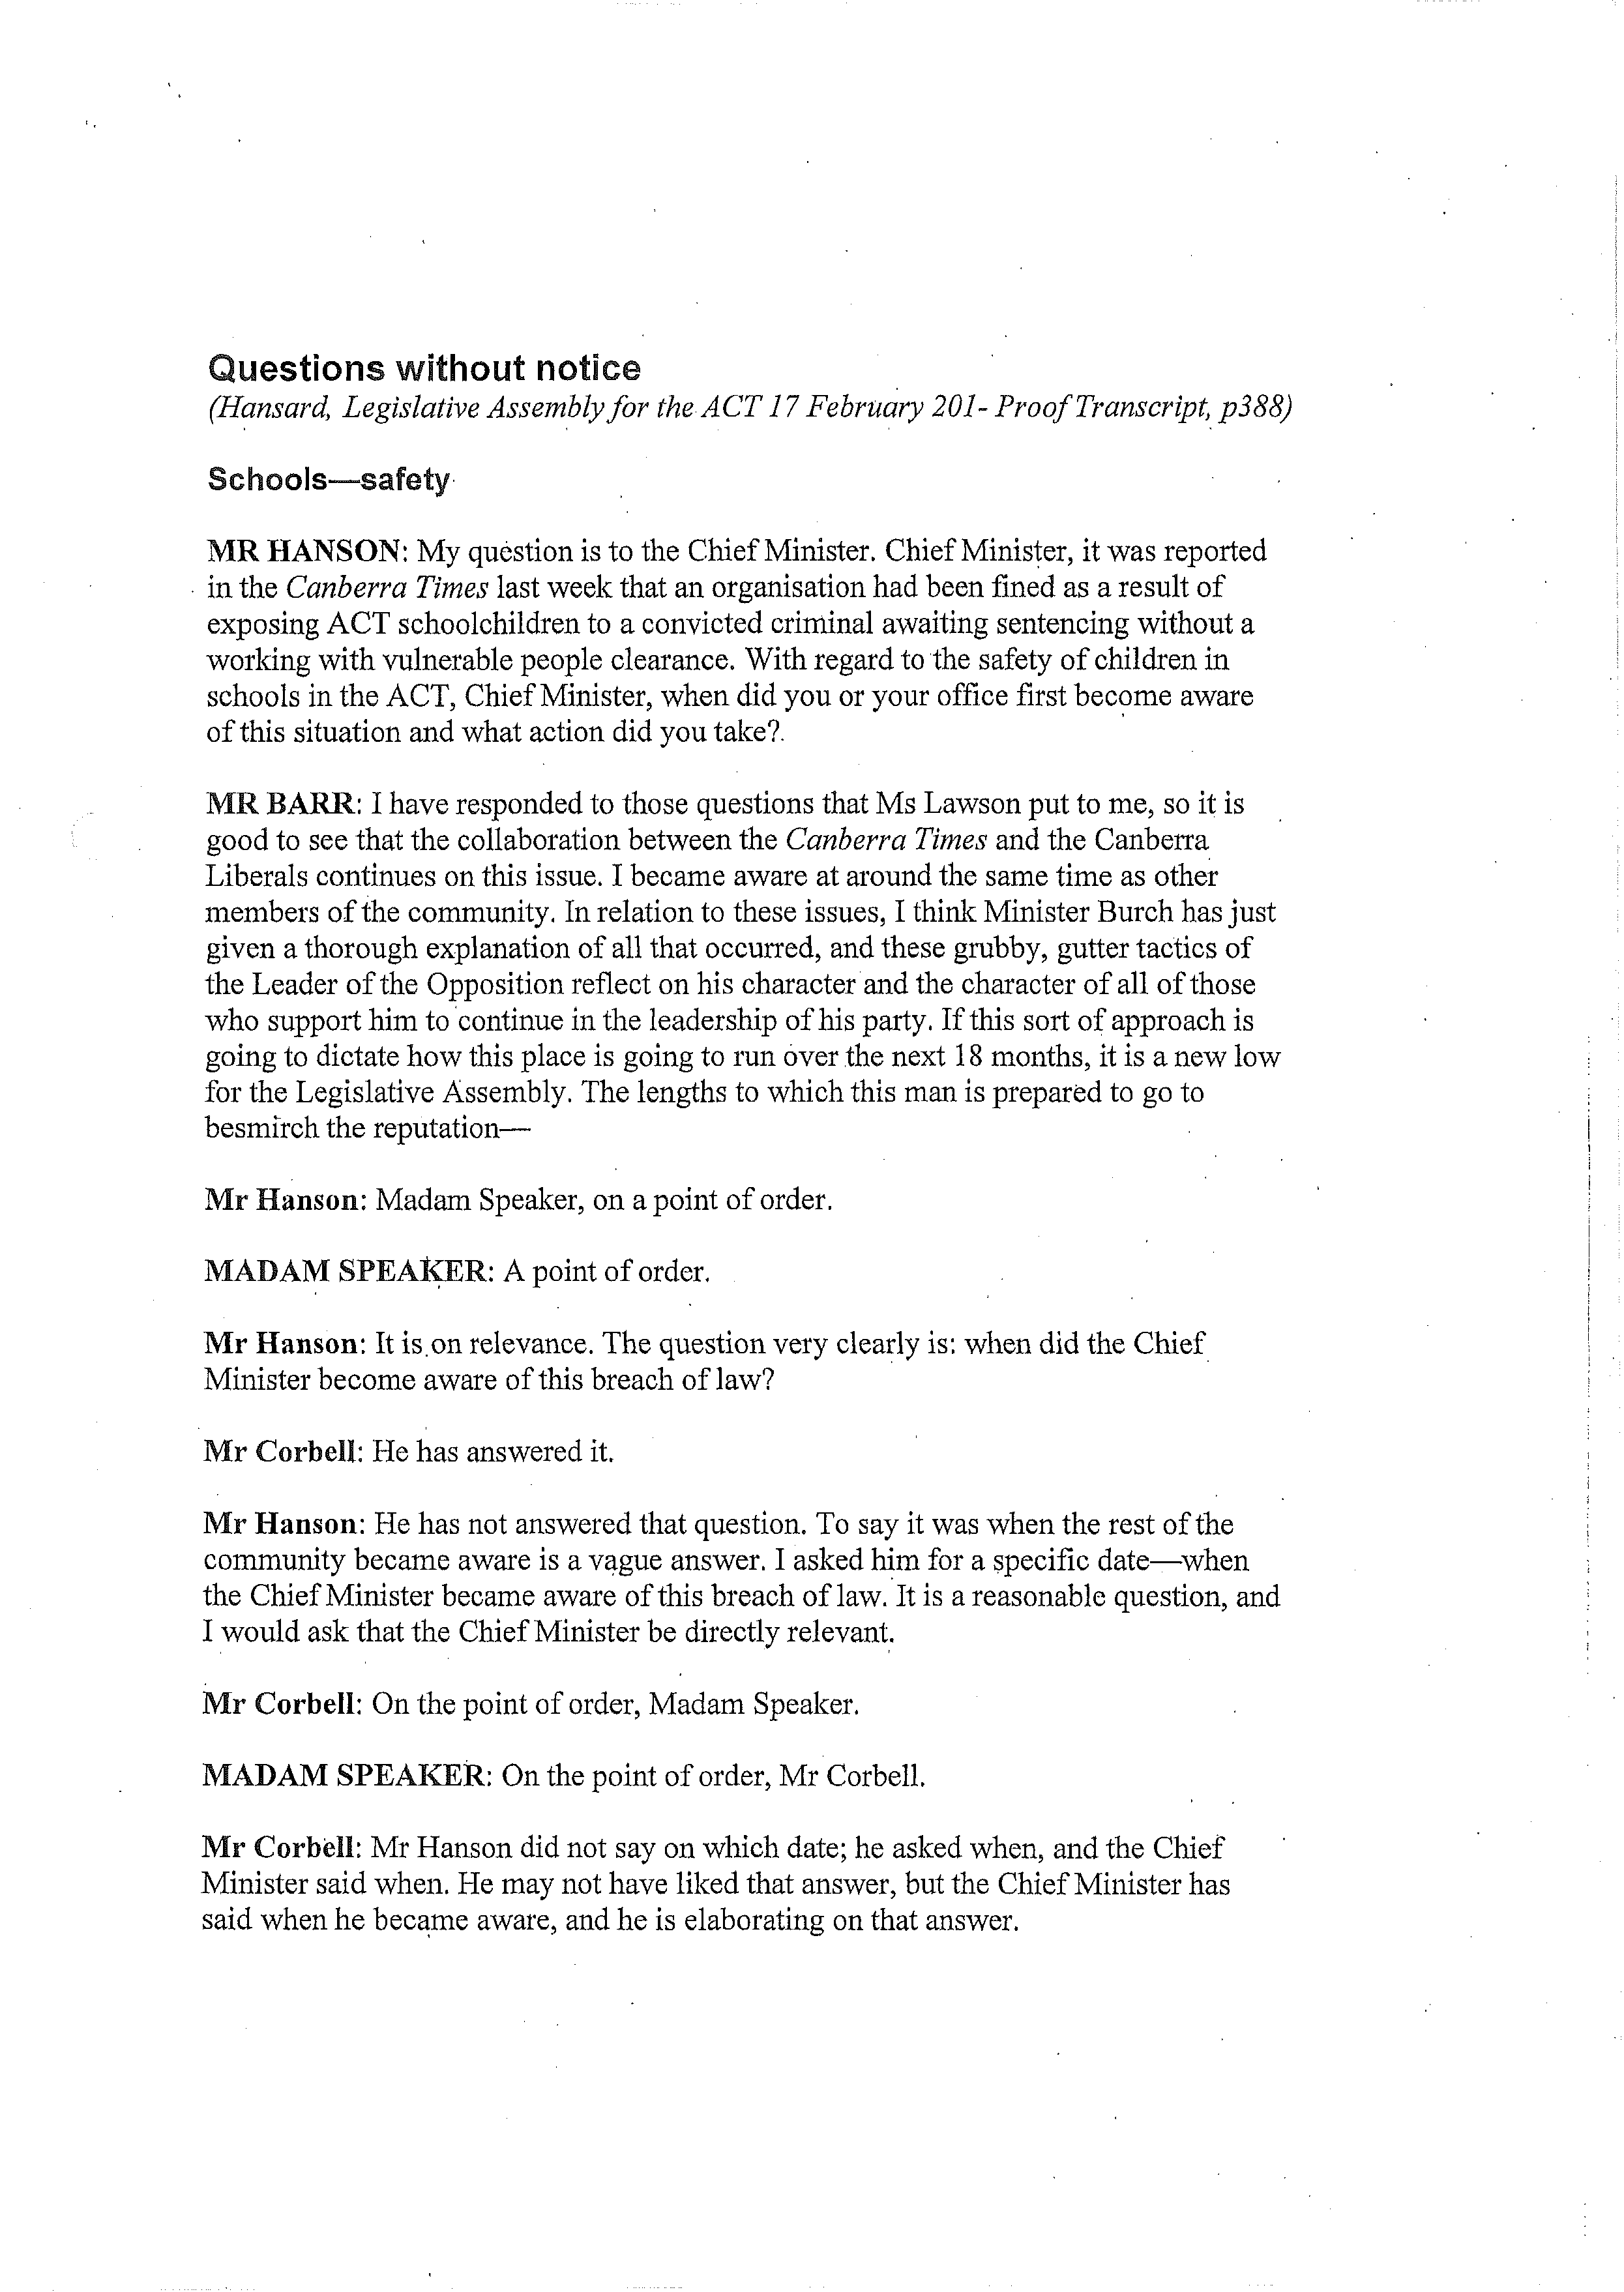 Questions without notice
(Hansard, Legislative Assembly for the ACT 17 February 201- Proof Transcript, p388)
Schools—safety
MR HANSON: My question is to the Chief Minister. Chief Minister, it was reported
in the Canberra Times last week that an organisation had been fined as a result of
exposing ACT schoolchildren to a convicted criminal awaiting sentencing without a
working with vulnerable people clearance. With regard to the safety of children in
schools in the ACT, Chief Minister, when did you or your office first become aware
of this situation and what action did you take?.
MR BARR: I have responded to those questions that Ms Lawson put to me, so it is
good to see that the collaboration between the Canberra Times and the Canberra
Liberals continues on this issue. I became aware at around the same time as other
members of the community. In relation to these issues, I think Minister Burch has just
given a thorough explanation of all that occurred, and these grubby, gutter tactics of
the Leader of the Opposition reflect on his character and the character of all of those
who support him to continue in the leadership of his party. If this sort of approach is
going to dictate how this place is going to run over the next 18 months, it is a new low
for the Legislative Assembly. The lengths to which this man is prepared to go to
besmirch the reputation—
Mr Hanson: Madam Speaker, on a point of order.
MADAM SPEAKER: A point of order.
Mr Hanson: It is on relevance. The question very clearly is: when did the Chief
Minister become aware of this breach of law?
Mr Corbell: He has answered it.
Mr Hanson: He has not answered that question. To say it was when the rest of the
community became aware is a vague answer. I asked him for a specific date—when
the Chief Minister became aware of this breach of law. It is a reasonable question, and
I would ask that the Chief Minister be directly relevant.
Mr Corbell: On the point of order, Madam Speaker.
MADAM SPEAKER: On the point of order, Mr Corbell.
Mr Corbell: Mr Hanson did not say on which date; he asked when, and the Chief
Minister said when. He may not have liked that answer, but the Chief Minister has
said when he became aware, and he is elaborating on that answer.